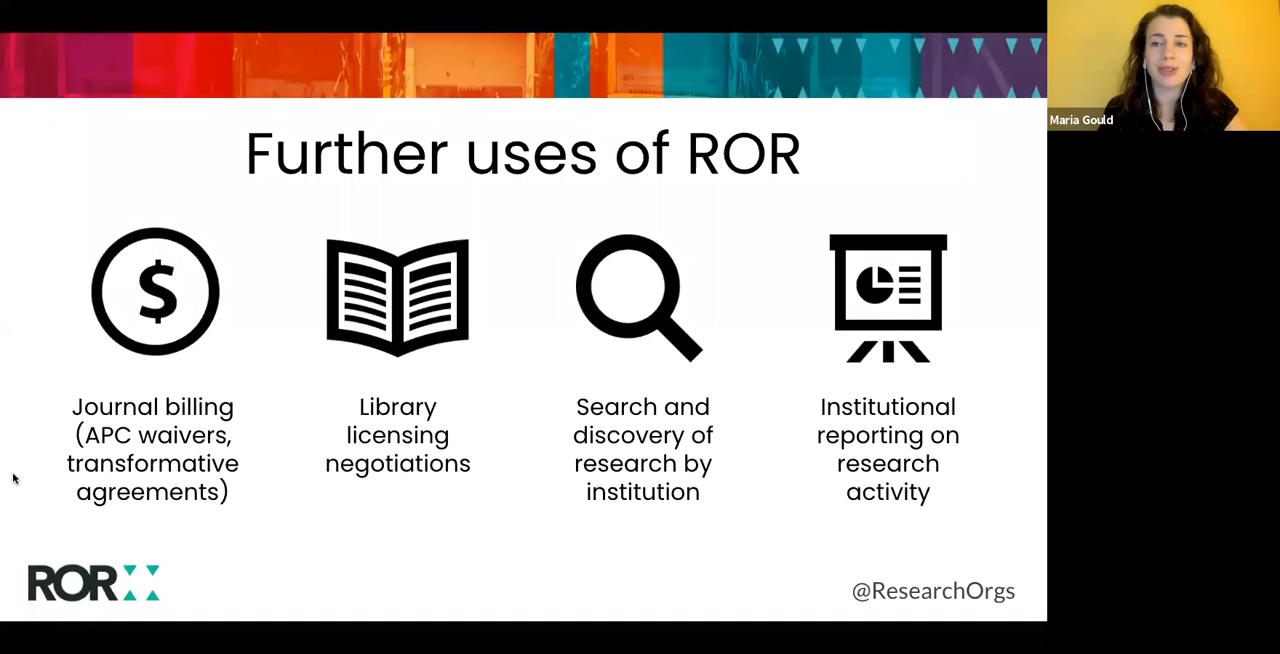 Maria Gould
Further uses of ROR
$
Journal billing
(APC waivers,
transformative
agreements)
Library
licensing
negotiations
Search and
discovery of
research by
institution
Institutional
reporting on
research
activity
ROR
@ResearchOrgs